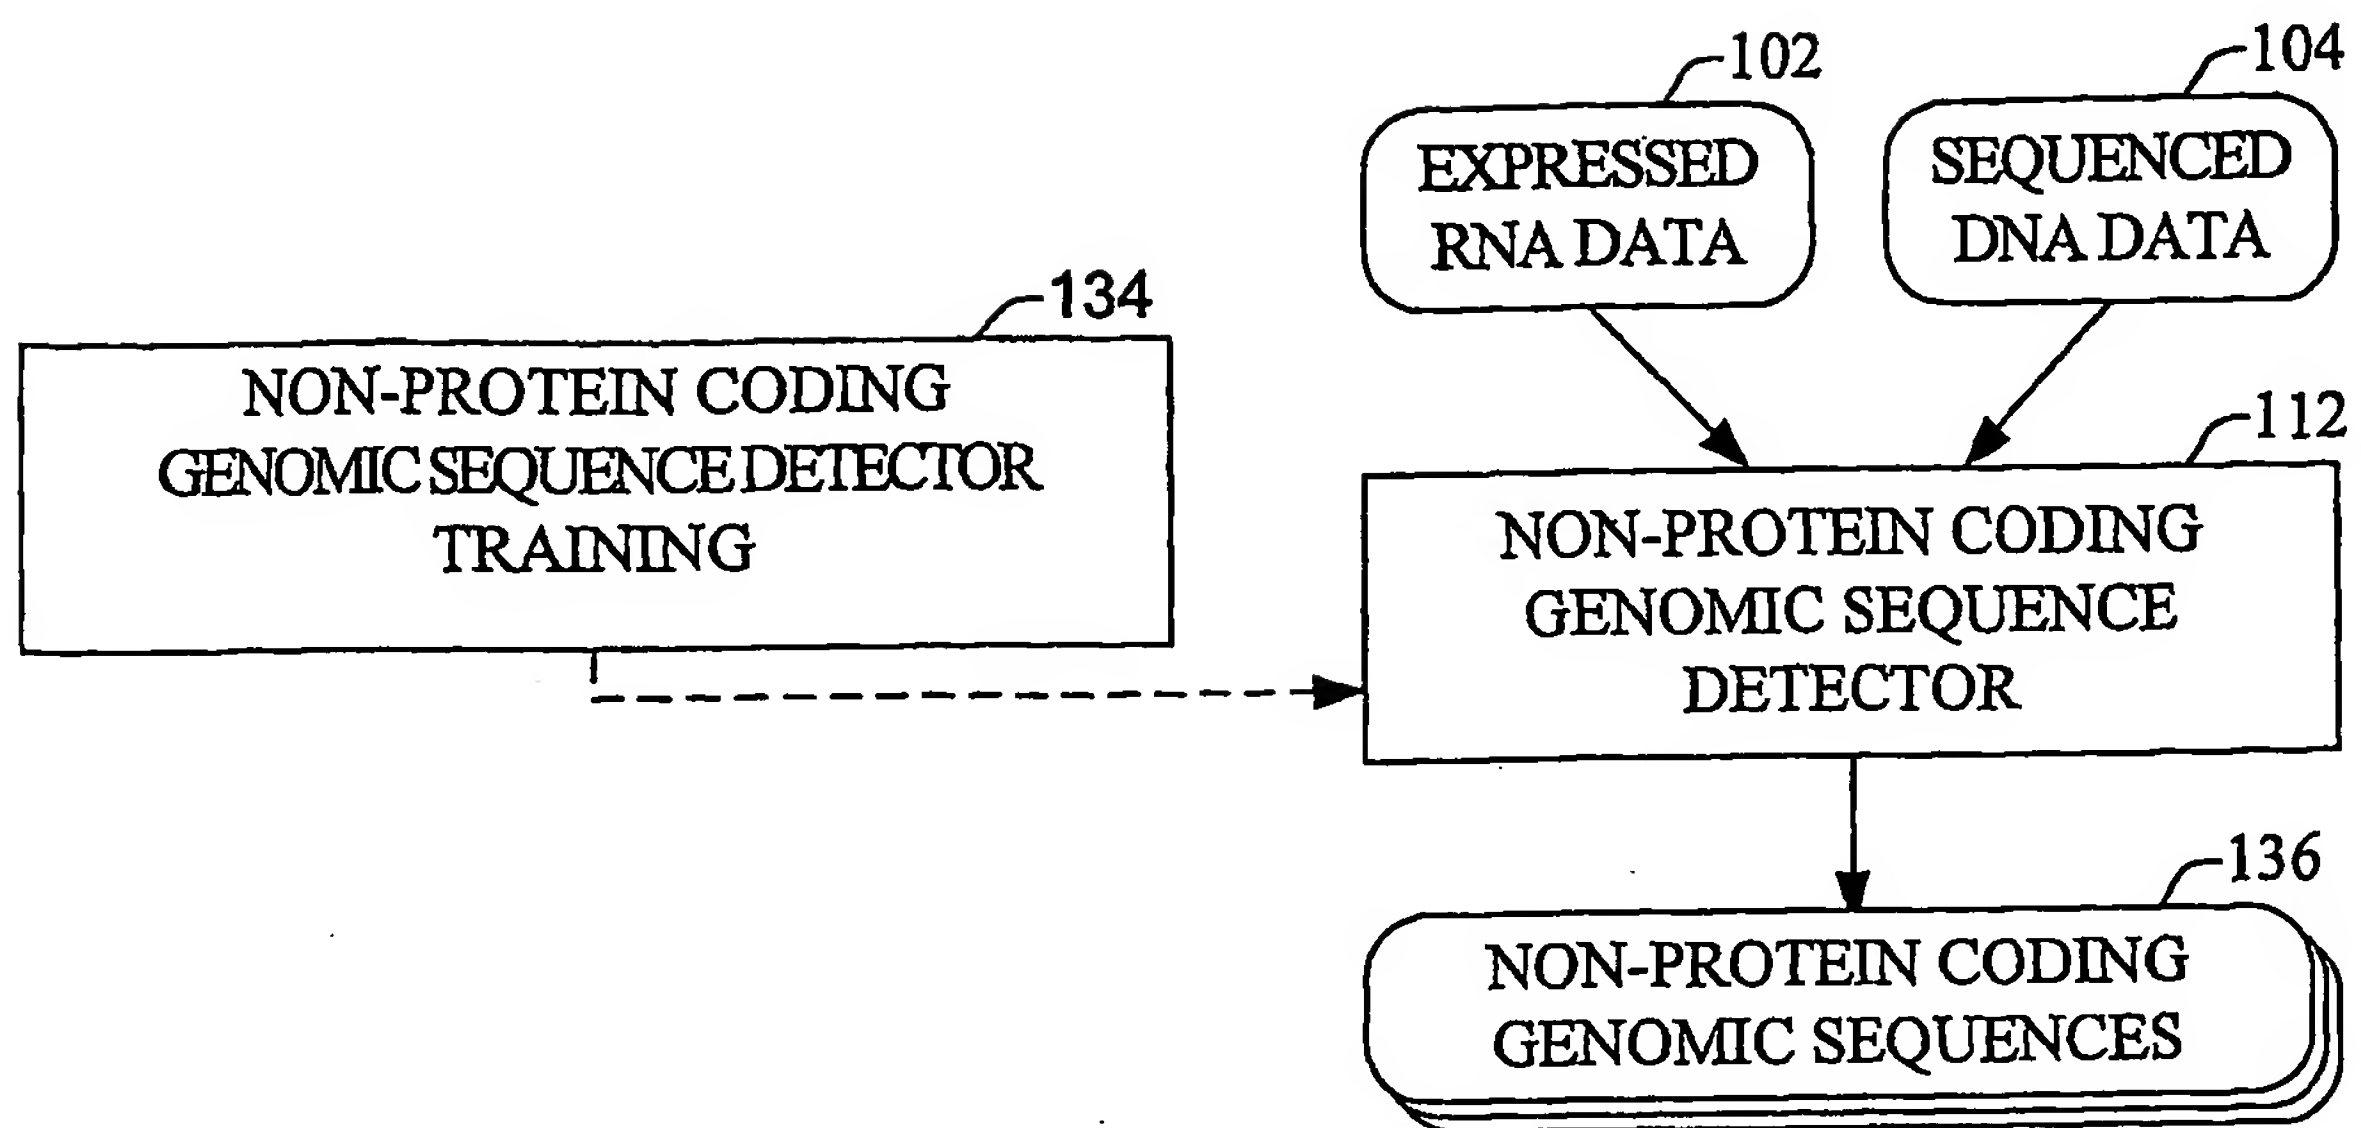 102
104
EXPRESSED
RNA DATA
SEQUENCED
DNA DATA
134
NON-PROTEIN CODING
GENOMIC SEQUENCE DETECTOR
TRAINING
112
NON-PROTEIN CODING
GENOMIC SEQUENCE
DETECTOR
136
NON-PROTEIN CODING
GENOMIC SEQUENCES